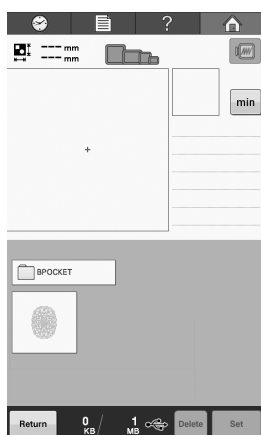 ?
--- mm
--- mm
min
BPOCKET
Return 0 KB / 1 MB Delete Set